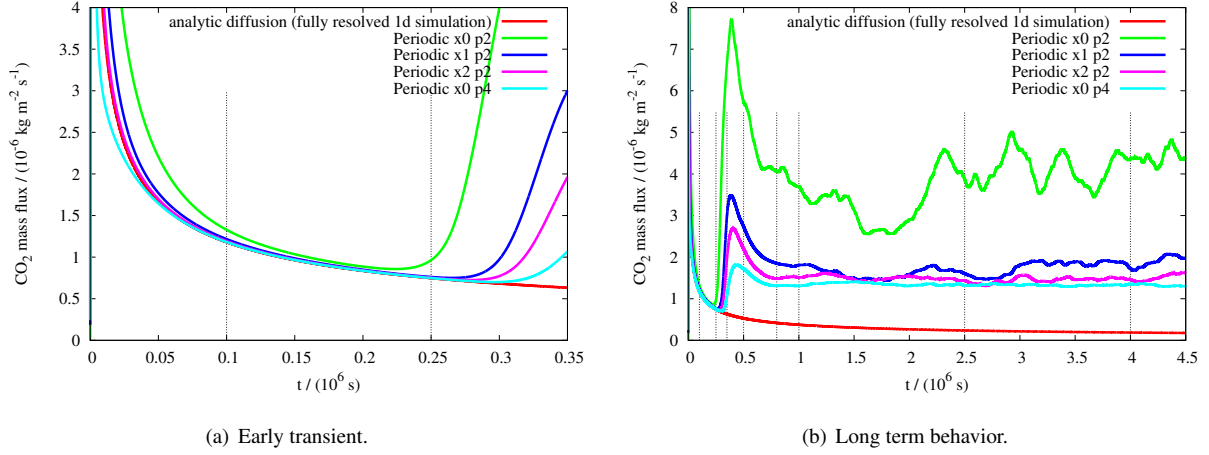 4
3.5
3
2.5
2
1.5
1
0.5
0
0 0.05 0.1 0.15 0.2 0.25 0.3 0.35
CO2 mass flux / (10^-6 kg m^-2 s^-1)
t / (10^6 s)
analytic diffusion (fully resolved 1d simulation)
Periodic x0 p2
Periodic x1 p2
Periodic x2 p2
Periodic x0 p4
(a) Early transient.
8
7
6
5
4
3
2
1
0
0 0.5 1 1.5 2 2.5 3 3.5 4 4.5
CO2 mass flux / (10^-6 kg m^-2 s^-1)
t / (10^6 s)
analytic diffusion (fully resolved 1d simulation)
Periodic x0 p2
Periodic x1 p2
Periodic x2 p2
Periodic x0 p4
(b) Long term behavior.